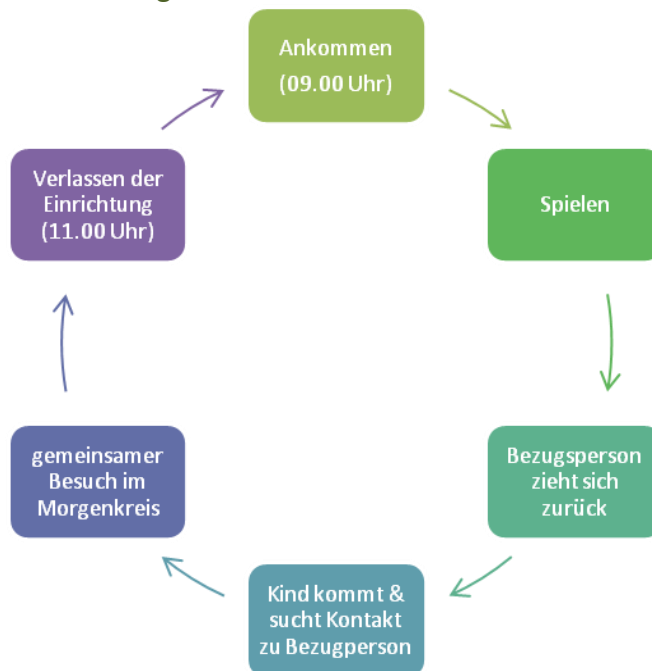 Ankommen
(09.00 Uhr)
Spielen
Bezugsperson
zieht sich
zurück
Kind kommt &
sucht Kontakt
zu Bezugperson
gemeinsamer
Besuch im
Morgenkreis
Verlassen der
Einrichtung
(11.00 Uhr)